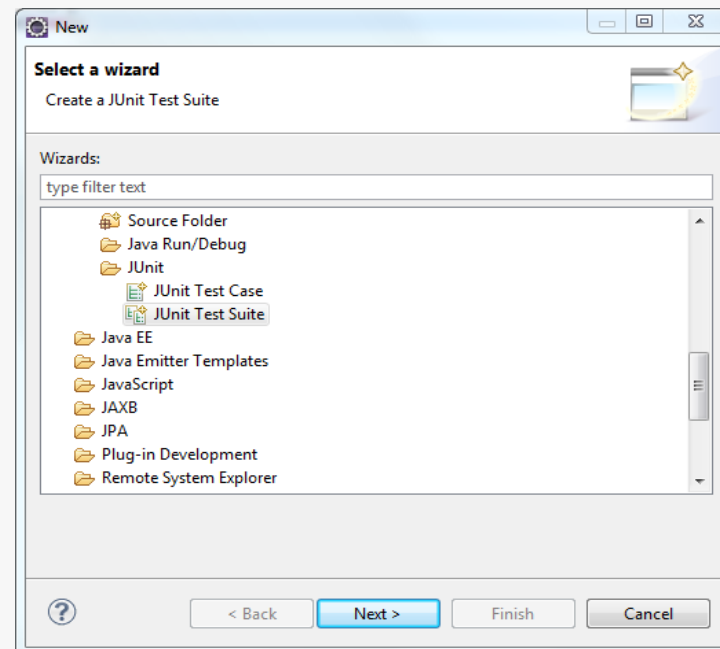 New
Select a wizard
Create a JUnit Test Suite
Wizards:
type filter text
Source Folder
Java Run/Debug
JUnit
JUnit Test Case
JUnit Test Suite
Java EE
Java Emitter Templates
JavaScript
JAXB
JPA
Plug-in Development
Remote System Explorer
? < Back Next > Finish Cancel